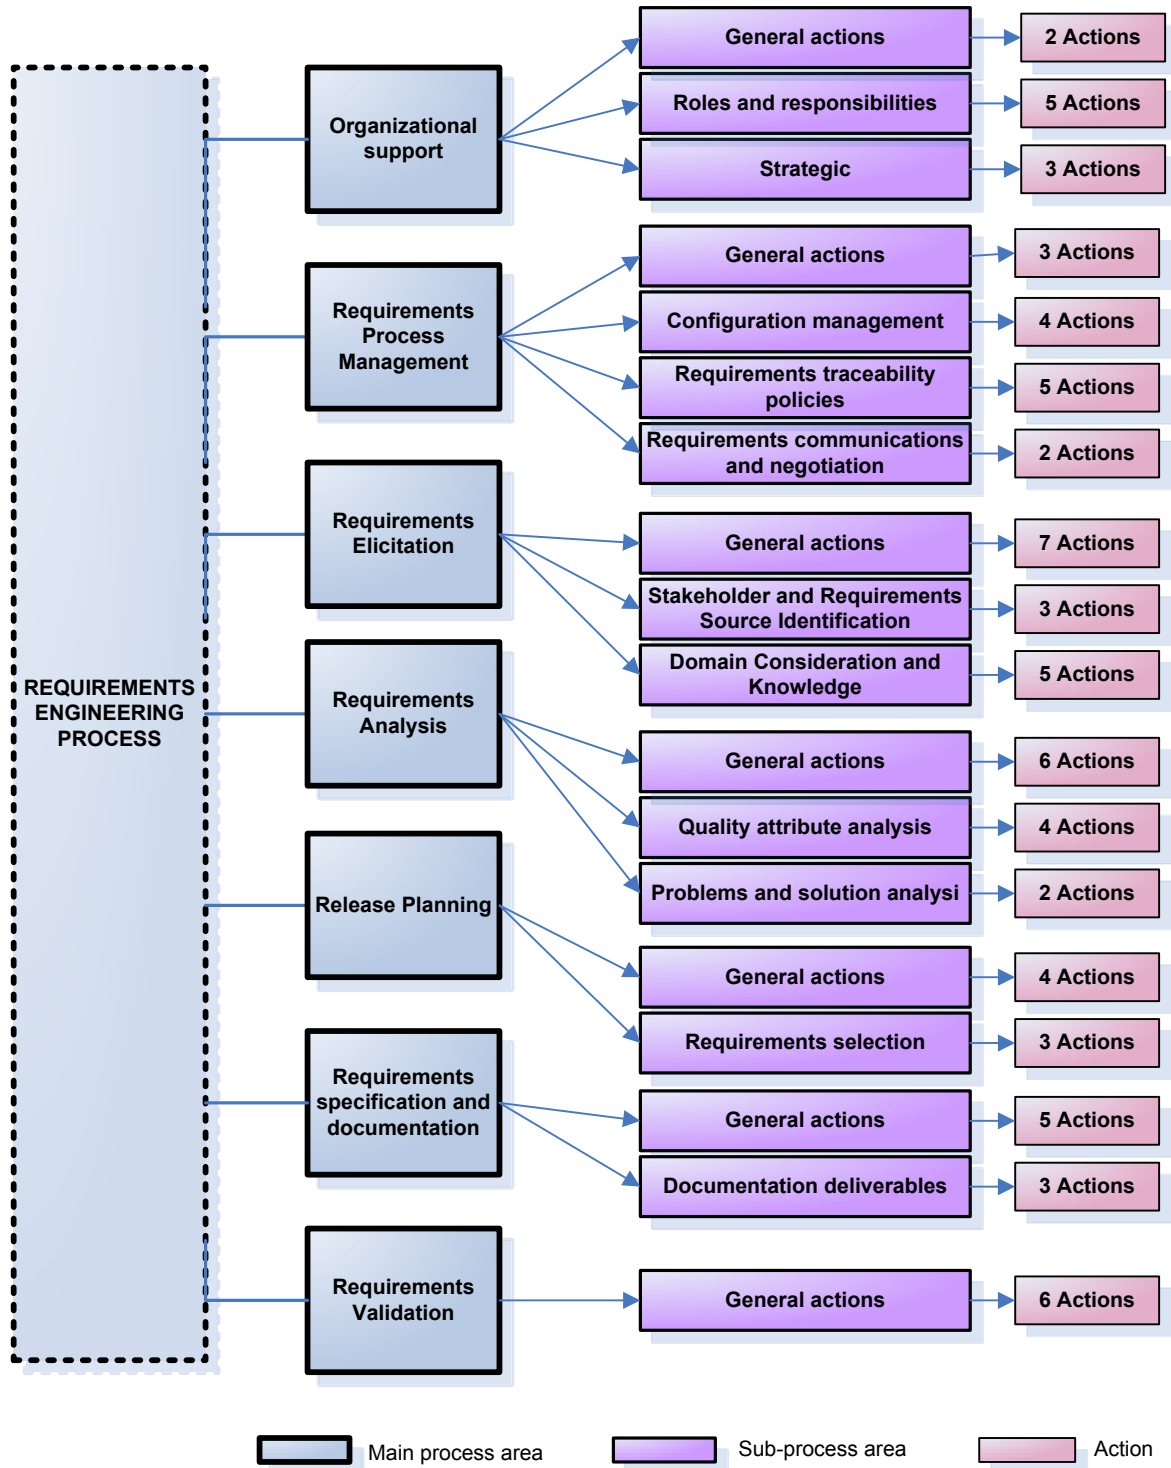 REQUIREMENTS
ENGINEERING
PROCESS
Organizational
support
General actions
2 Actions
Roles and responsibilities
5 Actions
Strategic
3 Actions
Requirements
Process
Management
General actions
3 Actions
Configuration management
4 Actions
Requirements traceability
policies
5 Actions
Requirements communications
and negotiation
2 Actions
Requirements
Elicitation
General actions
7 Actions
Stakeholder and Requirements
Source Identification
3 Actions
Domain Consideration and
Knowledge
5 Actions
Requirements
Analysis
General actions
6 Actions
Quality attribute analysis
4 Actions
Problems and solution analysi
2 Actions
Release Planning
General actions
4 Actions
Requirements selection
3 Actions
Requirements
specification and
documentation
General actions
5 Actions
Documentation deliverables
3 Actions
Requirements
Validation
General actions
6 Actions
Main process area
Sub-process area
Action